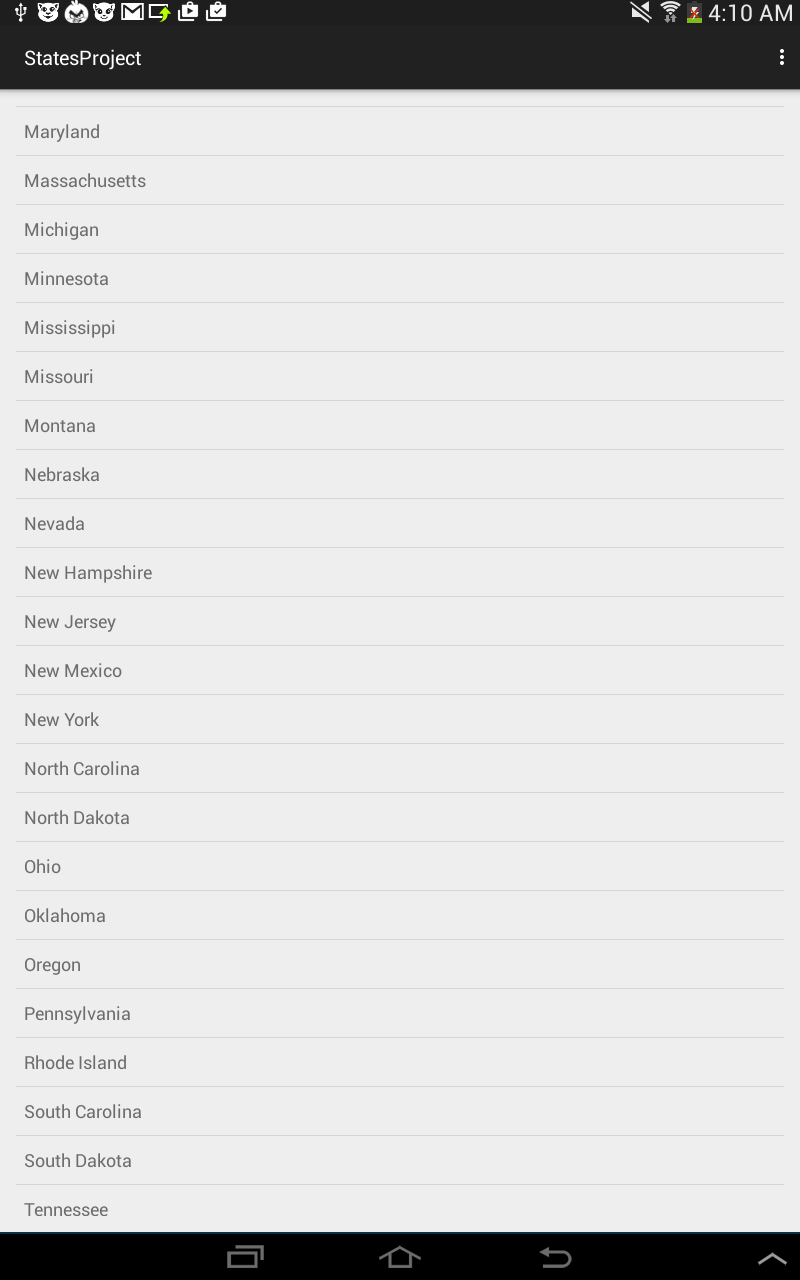 4:10 AM
StatesProject
Maryland
Massachusetts
Michigan
Minnesota
Mississippi
Missouri
Montana
Nebraska
Nevada
New Hampshire
New Jersey
New Mexico
New York
North Carolina
North Dakota
Ohio
Oklahoma
Oregon
Pennsylvania
Rhode Island
South Carolina
South Dakota
Tennessee